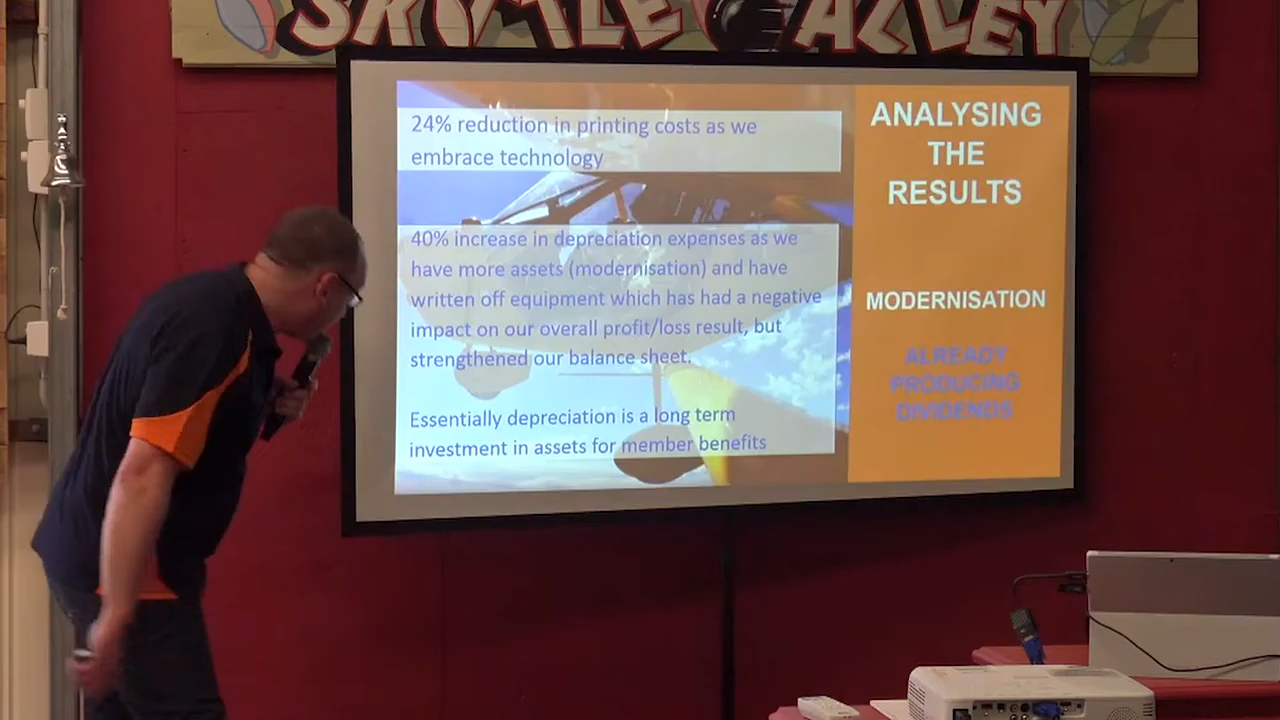 SKITTLE ALLEY
24% reduction in printing costs as we
embrace technology
40% increase in depreciation expenses as we
have more assets (modernisation) and have
written off equipment which has had a negative
impact on our overall profit/loss result, but
strengthened our balance sheet.
Essentially depreciation is a long term
investment in assets for member benefits
ANALYSING
THE
RESULTS
MODERNISATION
ALREADY
PRODUCING
DIVIDENDS